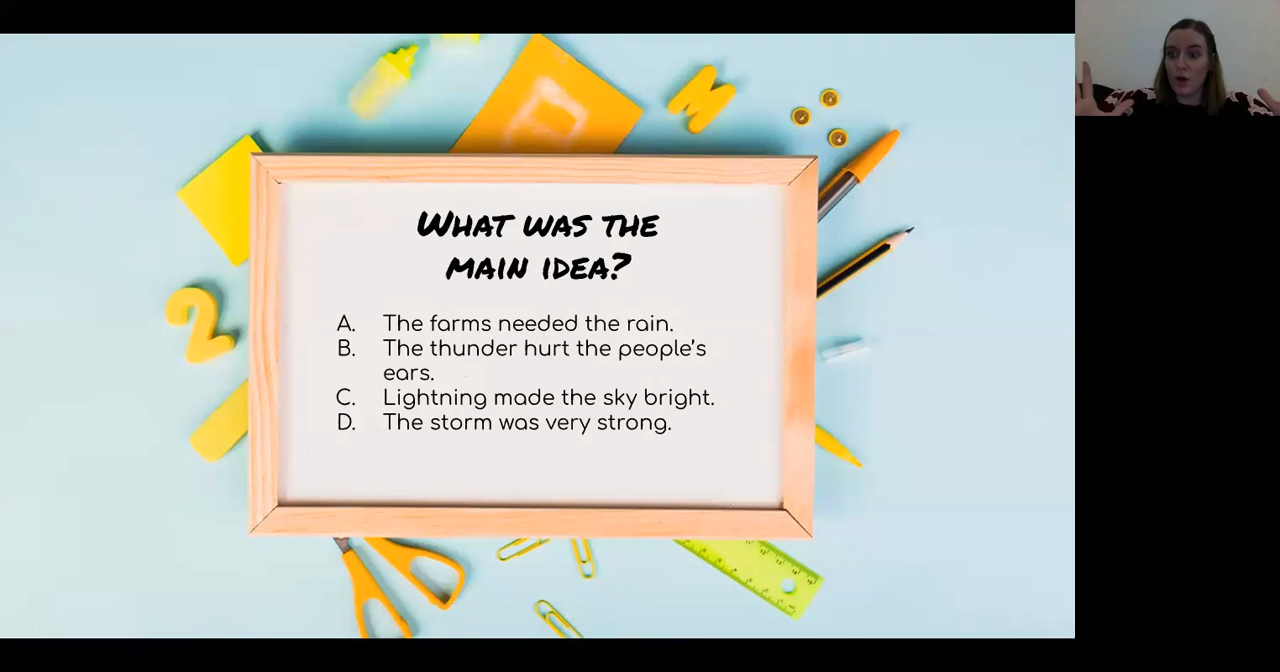 What was the
main idea?
A. The farms needed the rain.
B. The thunder hurt the people's
ears.
C. Lightning made the sky bright.
D. The storm was very strong.
M
2